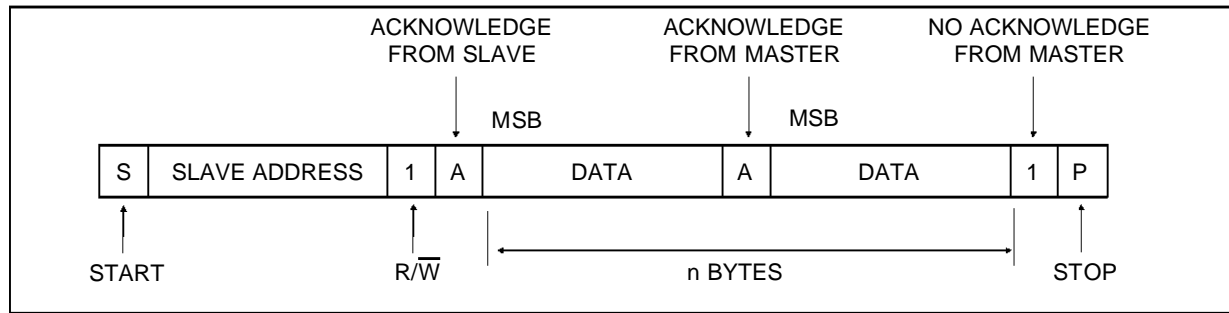 ACKNOWLEDGE
FROM SLAVE
ACKNOWLEDGE
FROM MASTER
NO ACKNOWLEDGE
FROM MASTER
MSB
MSB
S SLAVE ADDRESS 1 A DATA A DATA 1 P
START
R/W̅
n BYTES
STOP